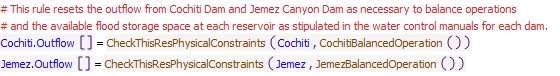 # This rule resets the outflow from Cochiti Dam and Jemez Canyon Dam as necessary to balance operations
# and the available flood storage space at each reservoir as stipulated in the water control manuals for each dam.
Cochiti.Outflow [] = CheckThisResPhysicalConstraints ( Cochiti , CochitiBalancedOperation ( ) )
Jemez.Outflow [] = CheckThisResPhysicalConstraints ( Jemez , JemezBalancedOperation ( ) )